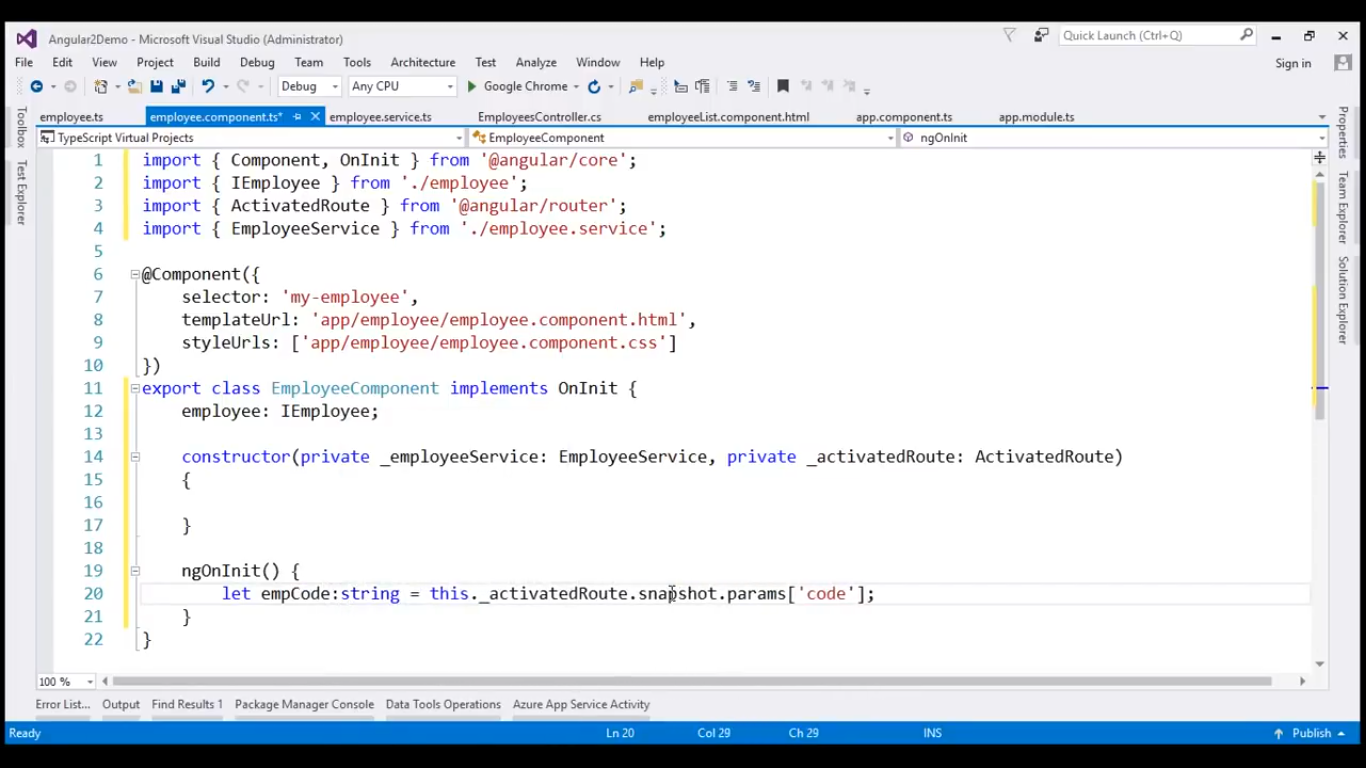 Angular2Demo - Microsoft Visual Studio (Administrator)
Quick Launch (Ctrl+Q)
File Edit View Project Build Debug Team Tools Architecture Test Analyze Window Help
Sign in
Debug Any CPU Google Chrome
employee.ts employee.component.ts* employee.service.ts EmployeesController.cs employeeList.component.html app.component.ts app.module.ts
TypeScript Virtual Projects EmployeeComponent ngOnInit
Toolbox
Test Explorer
Properties
Team Explorer
Solution Explorer
1 import { Component, OnInit } from '@angular/core';
2 import { IEmployee } from './employee';
3 import { ActivatedRoute } from '@angular/router';
4 import { EmployeeService } from './employee.service';
5
6 @Component({
7 selector: 'my-employee',
8 templateUrl: 'app/employee/employee.component.html',
9 styleUrls: ['app/employee/employee.component.css']
10 })
11 export class EmployeeComponent implements OnInit {
12 employee: IEmployee;
13
14 constructor(private _employeeService: EmployeeService, private _activatedRoute: ActivatedRoute)
15 {
16
17 }
18
19 ngOnInit() {
20 let empCode:string = this._activatedRoute.snapshot.params['code'];
21 }
22 }
100 %
Error List... Output Find Results 1 Package Manager Console Data Tools Operations Azure App Service Activity
Ready Ln 20 Col 29 Ch 29 INS Publish